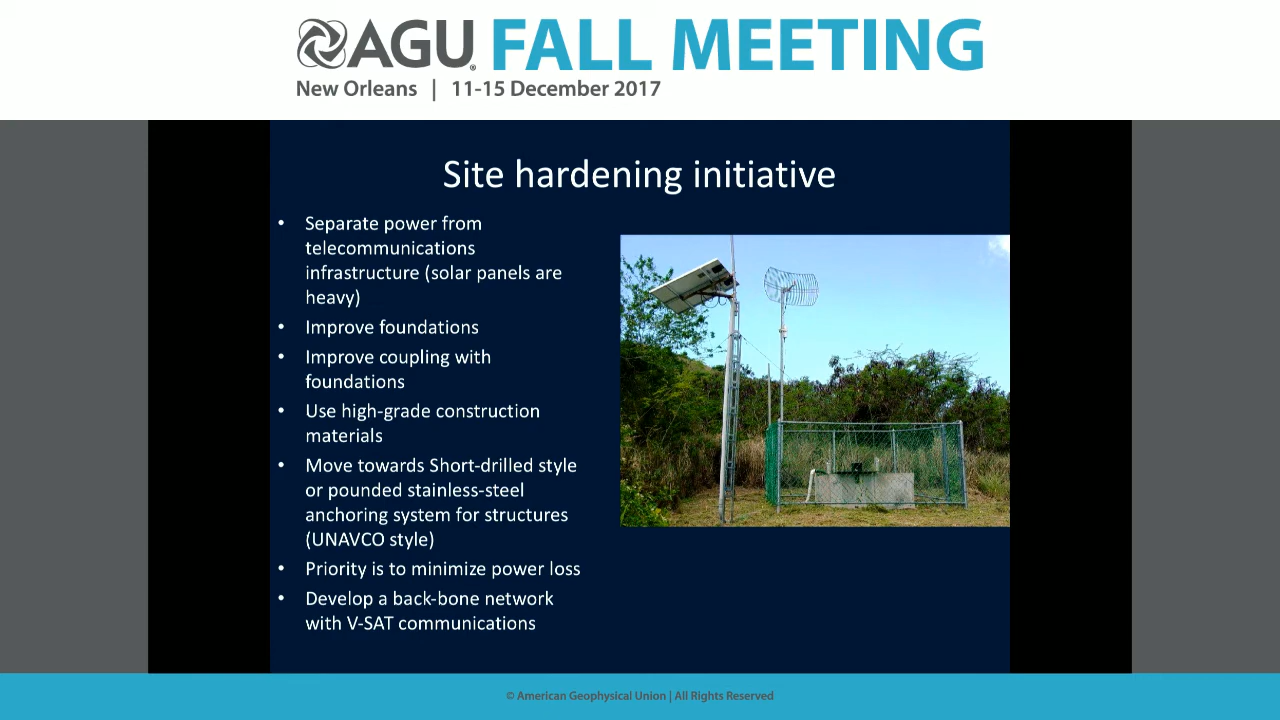 AGU FALL MEETING
New Orleans | 11-15 December 2017
Site hardening initiative
• Separate power from
telecommunications
infrastructure (solar panels are
heavy)
• Improve foundations
• Improve coupling with
foundations
• Use high-grade construction
materials
• Move towards Short-drilled style
or pounded stainless-steel
anchoring system for structures
(UNAVCO style)
• Priority is to minimize power loss
• Develop a back-bone network
with V-SAT communications
© American Geophysical Union | All Rights Reserved